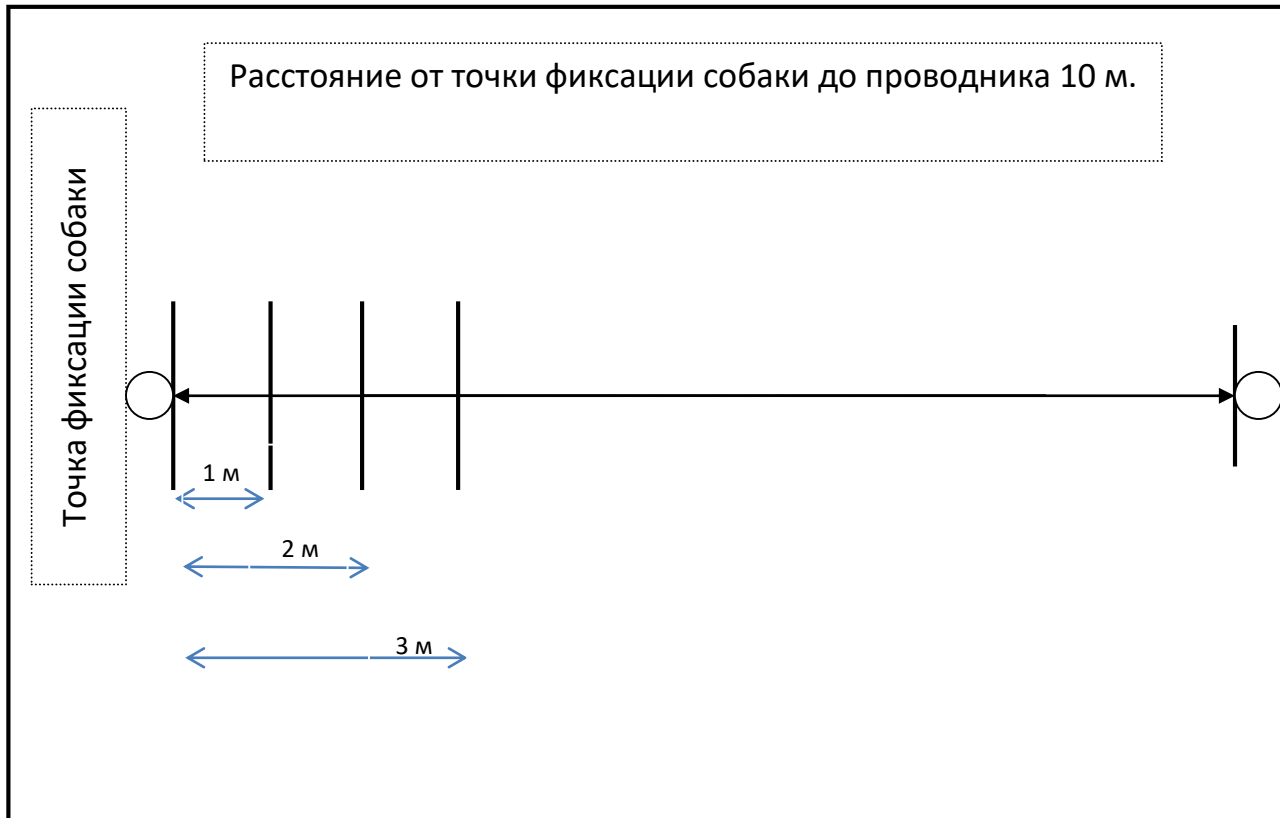 Расстояние от точки фиксации собаки до проводника 10 м.
Точка фиксации собаки
1 м
2 м
3 м